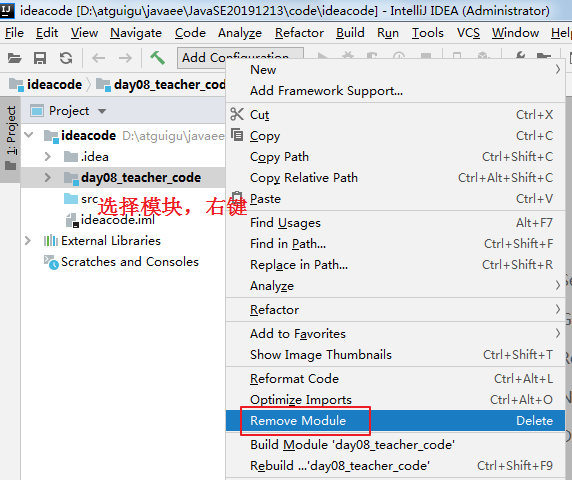 ideacode [D:\atguigu\javaee\JavaSE20191213\code\ideacode] - IntelliJ IDEA (Administrator)
File Edit View Navigate Code Analyze Refactor Build Run Tools VCS Window
Add Configuration...
ideacode day08_teacher_cod
1: Project
Project
ideacode D:\atguigu\javaee
.idea
day08_teacher_code
src
选择模块，右键
ideacode.iml
External Libraries
Scratches and Consoles
New
Add Framework Support...
Cut Ctrl+X
Copy Ctrl+C
Copy Path Ctrl+Shift+C
Copy Relative Path Ctrl+Alt+Shift+C
Paste Ctrl+V
Find Usages Alt+F7
Find in Path... Ctrl+Shift+F
Replace in Path... Ctrl+Shift+R
Analyze
Refactor
Add to Favorites
Show Image Thumbnails Ctrl+Shift+T
Reformat Code Ctrl+Alt+L
Optimize Imports Ctrl+Alt+O
Remove Module Delete
Build Module 'day08_teacher_code'
Rebuild ...'day08_teacher_code' Ctrl+Shift+F9